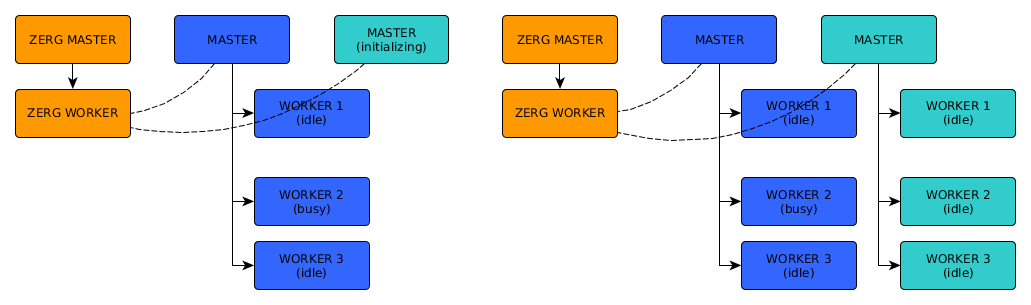 ZERG MASTER
MASTER
MASTER
(initializing)
ZERG WORKER
WORKER 1
(idle)
WORKER 2
(busy)
WORKER 3
(idle)
ZERG MASTER
MASTER
MASTER
ZERG WORKER
WORKER 1
(idle)
WORKER 1
(idle)
WORKER 2
(busy)
WORKER 2
(idle)
WORKER 3
(idle)
WORKER 3
(idle)